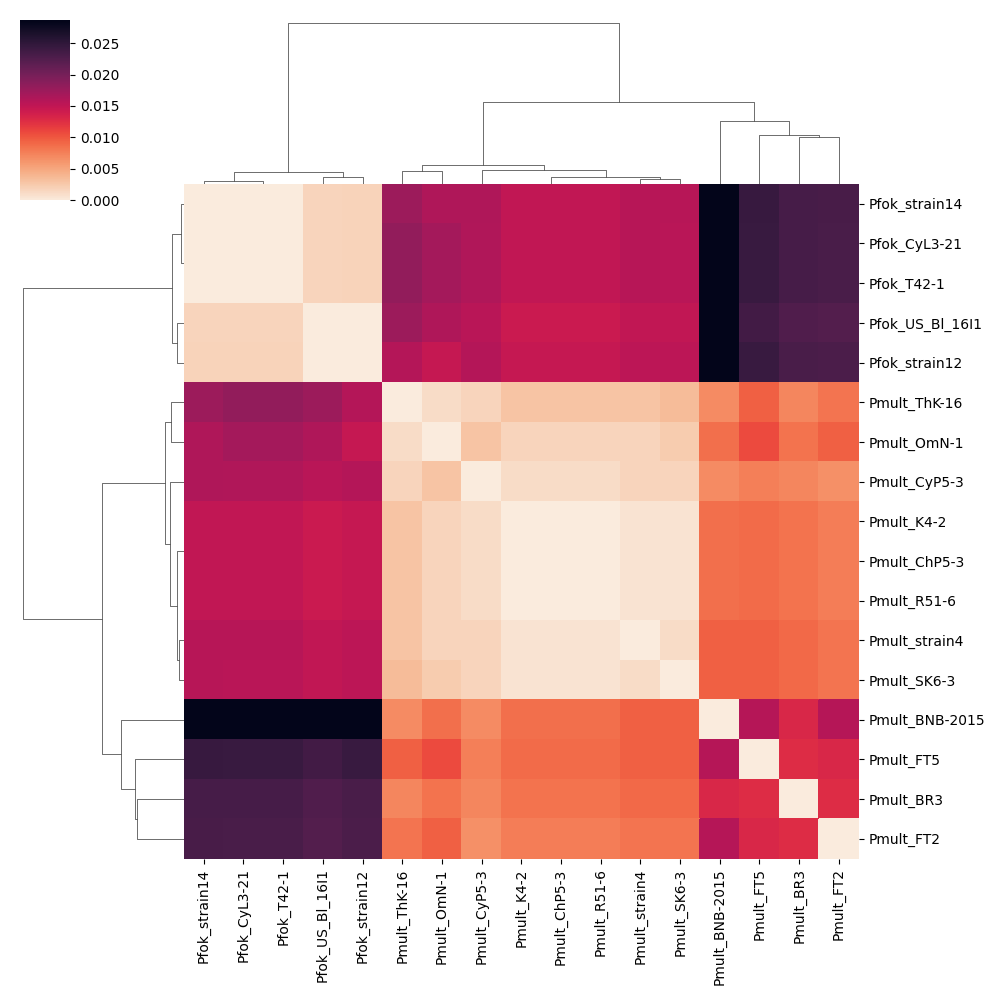 0.025
0.020
0.015
0.010
0.005
0.000
Pfok_strain14
Pfok_CyL3-21
Pfok_T42-1
Pfok_US_Bl_16I1
Pfok_strain12
Pmult_ThK-16
Pmult_OmN-1
Pmult_CyP5-3
Pmult_K4-2
Pmult_ChP5-3
Pmult_R51-6
Pmult_strain4
Pmult_SK6-3
Pmult_BNB-2015
Pmult_FT5
Pmult_BR3
Pmult_FT2
Pfok_strain14
Pfok_CyL3-21
Pfok_T42-1
Pfok_US_Bl_16I1
Pfok_strain12
Pmult_ThK-16
Pmult_OmN-1
Pmult_CyP5-3
Pmult_K4-2
Pmult_ChP5-3
Pmult_R51-6
Pmult_strain4
Pmult_SK6-3
Pmult_BNB-2015
Pmult_FT5
Pmult_BR3
Pmult_FT2